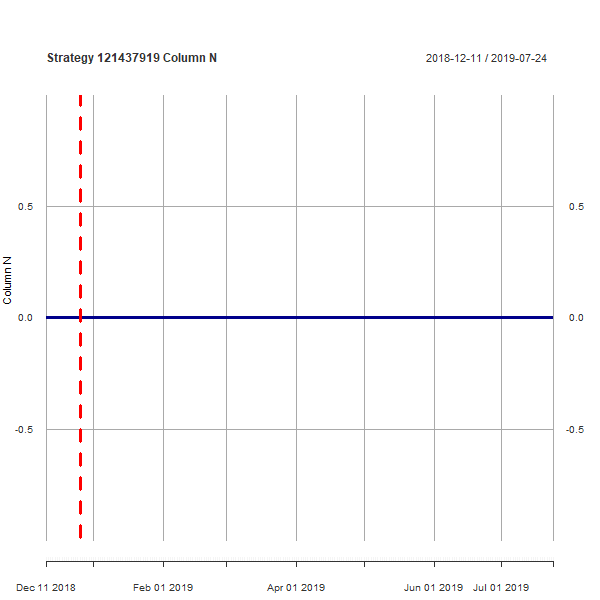 Strategy 121437919 Column N
2018-12-11 / 2019-07-24
0.5
0.5
Column N
0.0
0.0
-0.5
-0.5
Dec 11 2018
Feb 01 2019
Apr 01 2019
Jun 01 2019
Jul 01 2019